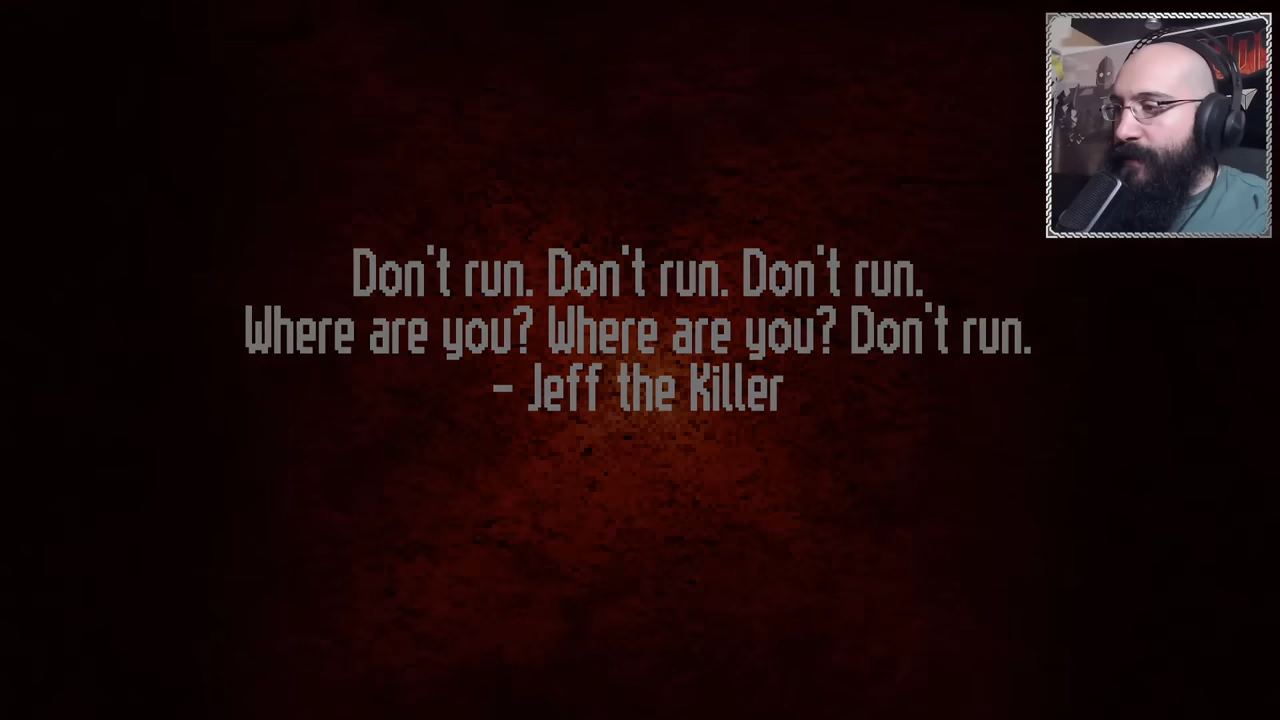 Don't run. Don't run. Don't run.
Where are you? Where are you? Don't run.
- Jeff the Killer